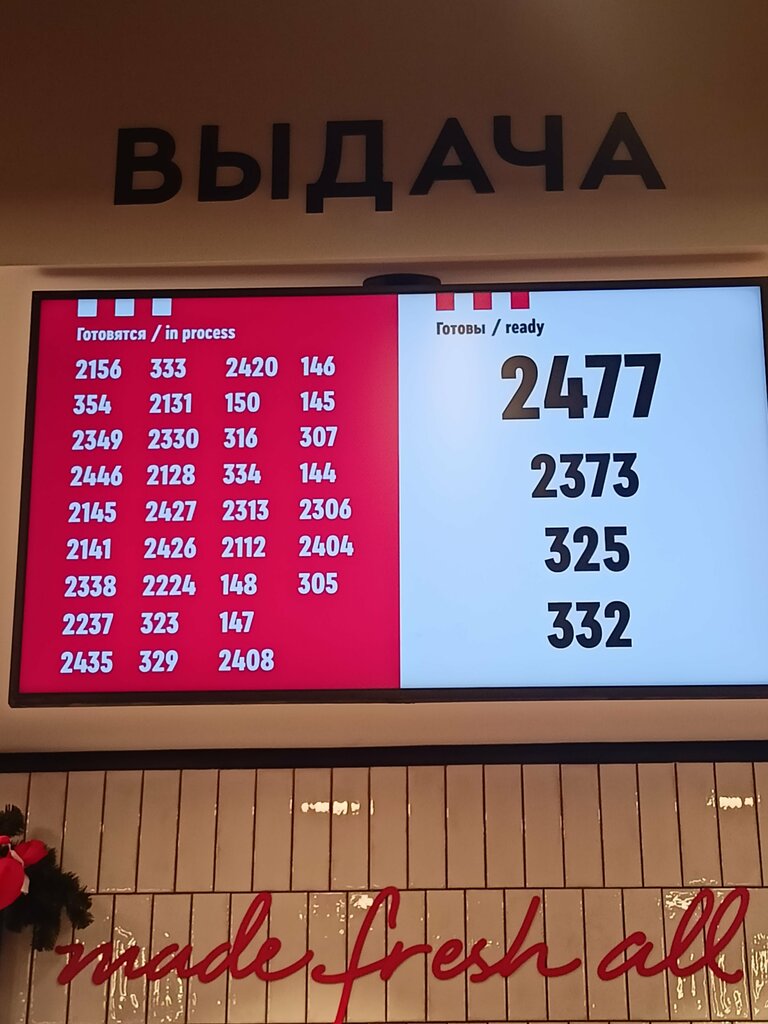 ВЫДАЧА
Готовятся / in process
2156 333 2420 146
354 2131 150 145
2349 2330 316 307
2446 2128 334 144
2145 2427 2313 2306
2141 2426 2112 2404
2338 2224 148 305
2237 323 147
2435 329 2408
Готовы / ready
2477
2373
325
332
made fresh all